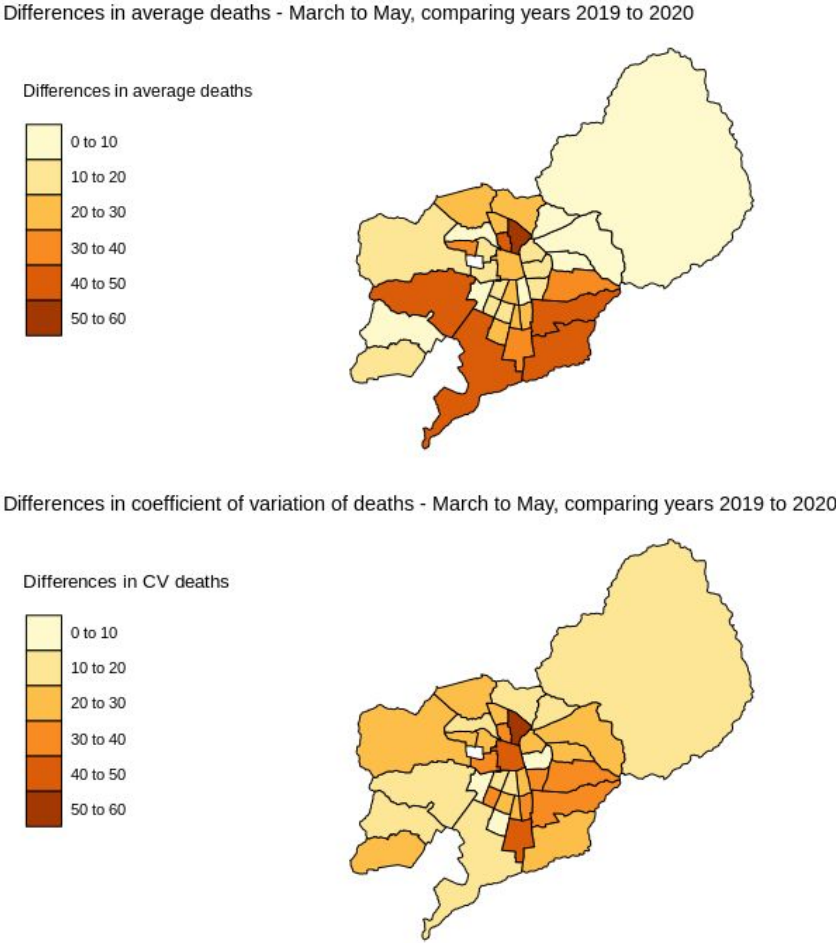 Differences in average deaths - March to May, comparing years 2019 to 2020
Differences in average deaths
0 to 10
10 to 20
20 to 30
30 to 40
40 to 50
50 to 60
Differences in coefficient of variation of deaths - March to May, comparing years 2019 to 2020
Differences in CV deaths
0 to 10
10 to 20
20 to 30
30 to 40
40 to 50
50 to 60